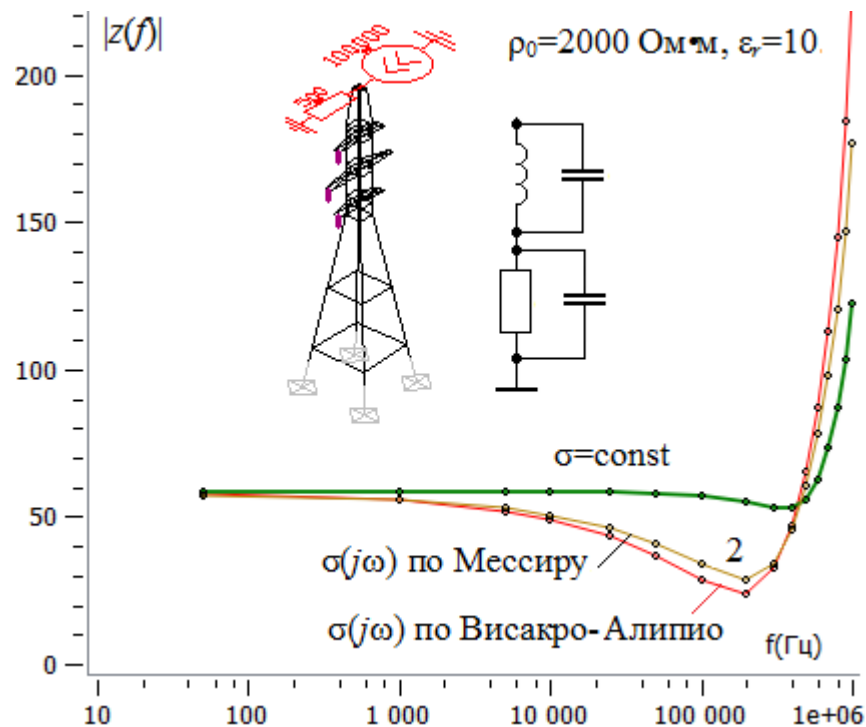 |z(f)|
ρ₀=2000 Ом•м, εᵣ=10.
100000
200
150
100
50
0
σ=const
2
σ(jω) по Мессиру
σ(jω) по Висакро-Алипио
f(Гц)
10 100 1 000 10 000 100 000 1e+06